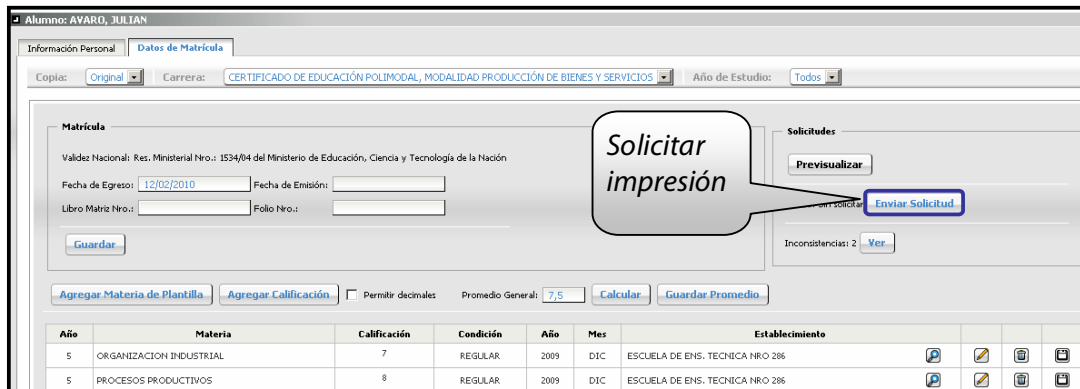 Alumno: AVARO, JULIAN
Información Personal Datos de Matrícula
Copia: Original Carrera: CERTIFICADO DE EDUCACIÓN POLIMODAL, MODALIDAD PRODUCCIÓN DE BIENES Y SERVICIOS Año de Estudio: Todos
Matrícula
Validez Nacional: Res. Ministerial Nro.: 1534/04 del Ministerio de Educación, Ciencia y Tecnología de la Nación
Fecha de Egreso: 12/02/2010 Fecha de Emisión:
Libro Matriz Nro.: Folio Nro.:
Guardar
Solicitar
impresión
Solicitudes
Previsualizar
solicitar Enviar Solicitud
Inconsistencias: 2 Ver
Agregar Materia de Plantilla Agregar Calificación Permitir decimales Promedio General: 7,5 Calcular Guardar Promedio
Año Materia Calificación Condición Año Mes Establecimiento
5 ORGANIZACION INDUSTRIAL 7 REGULAR 2009 DIC ESCUELA DE ENS. TECNICA NRO 286
5 PROCESOS PRODUCTIVOS 8 REGULAR 2009 DIC ESCUELA DE ENS. TECNICA NRO 286